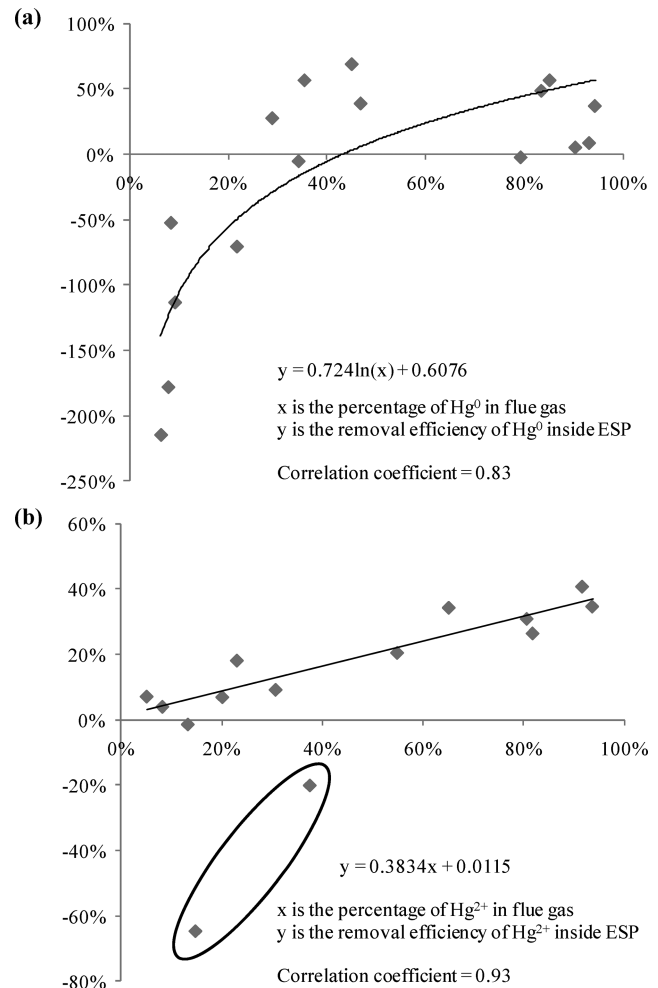 (a)
100%
50%
0%
0% 20% 40% 60% 80% 100%
-50%
-100%
-150%
-200%
-250%
y = 0.724ln(x) + 0.6076
x is the percentage of Hg⁰ in flue gas
y is the removal efficiency of Hg⁰ inside ESP
Correlation coefficient = 0.83
(b)
60%
40%
20%
0%
0% 20% 40% 60% 80% 100%
-20%
-40%
-60%
-80%
y = 0.3834x + 0.0115
x is the percentage of Hg²⁺ in flue gas
y is the removal efficiency of Hg²⁺ inside ESP
Correlation coefficient = 0.93